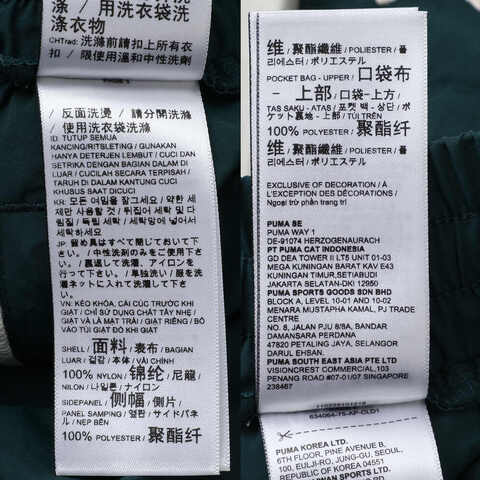 / 用洗衣袋洗
滌衣物
CHTrad: 洗滌前請扣上所有衣
扣 / 限使用溫和中性洗劑
/ 反面洗燙 / 請分開洗滌
/ 使用洗衣袋洗滌
ID: TUTUP SEMUA
KANCING/RITSLETING / GUNAKAN
HANYA DETERJEN LEMBUT / CUCI DAN
SETRIKA DENGAN BAGIAN DALAM DI
LUAR / CUCILAH SECARA TERPISAH /
CUCI DALAM KANTONG CUCIAN
KHUSUS SAAT DICUCI
KR: 모든 여밈을 잘그세요 / 약한 세
제만 사용할 것 / 뒤집어 세탁 및 다
림질 / 독립 세탁 / 세탁망에 넣어서
세탁하세요
JP: 留め具はすべて閉じておいて下さ
い。 / 中性洗剤のみをご使用下さ
い。 / 裏返して洗濯、アイロンを
行って下さい。 / 単独洗い / 服を洗
濯ネットに入れて洗濯して下さ
い。
VN: KÉO KHÓA, CÀI CÚC TRƯỚC KHI
GIẶT / CHỈ SỬ DỤNG CHẤT TẨY NHẸ /
GIẶT VÀ LÀ MẶT TRÁI / GIẶT RIÊNG / BỎ
VÀO TÚI GIẶT ĐỒ KHI GIẶT
SHELL / 面料 / 表布 / BAGIAN
LUAR / 겉감 / 本体 / VẢI CHÍNH
100% NYLON / 锦纶 / 尼龍 /
NILON / 나일론 / ナイロン
SIDEPANEL / 侧幅 / 側片 /
PANEL SAMPING / 옆판 / サイドパネ
ル / NẸP BÊN
100% POLYESTER / 聚酯纤
维 / 聚酯纖維 / POLIESTER / 폴
리에스터 / ポリエステル
POCKET BAG - UPPER / 口袋布
- 上部 / 口袋 - 上方 /
TAS SAKU - ATAS / 포켓 백 - 상단 / ポ
ケット裏地 - 上部 / TÚI TRÊN
100% POLYESTER / 聚酯纤
维 / 聚酯纖維 / POLIESTER / 폴
리에스터 / ポリエステル
EXCLUSIVE OF DECORATION / À
L'EXCEPTION DES DÉCORATIONS /
Ngoại trừ phần trang trí
PUMA SE
PUMA WAY 1
DE-91074 HERZOGENAURACH
PT PUMA CAT INDONESIA
GD DEA TOWER II LT5 UNIT 01-03
MEGA KUNINGAN BARAT KAV E43
KUNINGAN TIMUR, SETIABUDI
JAKARTA SELATAN-DKI 12950
PUMA SPORTS GOODS SDN BHD
BLOCK A, LEVEL 10-01 AND 10-02
MENARA MUSTAPHA KAMAL, PJ TRADE
CENTRE
NO. 8, JALAN PJU 8/8A, BANDAR
DAMANSARA PERDANA
47820 PETALING JAYA, SELANGOR
DARUL EHSAN.
PUMA SOUTH EAST ASIA PTE LTD
VISIONCREST COMMERCIAL, 103
PENANG ROAD #07-01/07 SINGAPORE
238467
PUMA KOREA LTD.
6TH FLOOR, PINE AVENUE B,
100, EULJI-RO, JUNG-GU, SEOUL,
REPUBLIC OF KOREA 04551